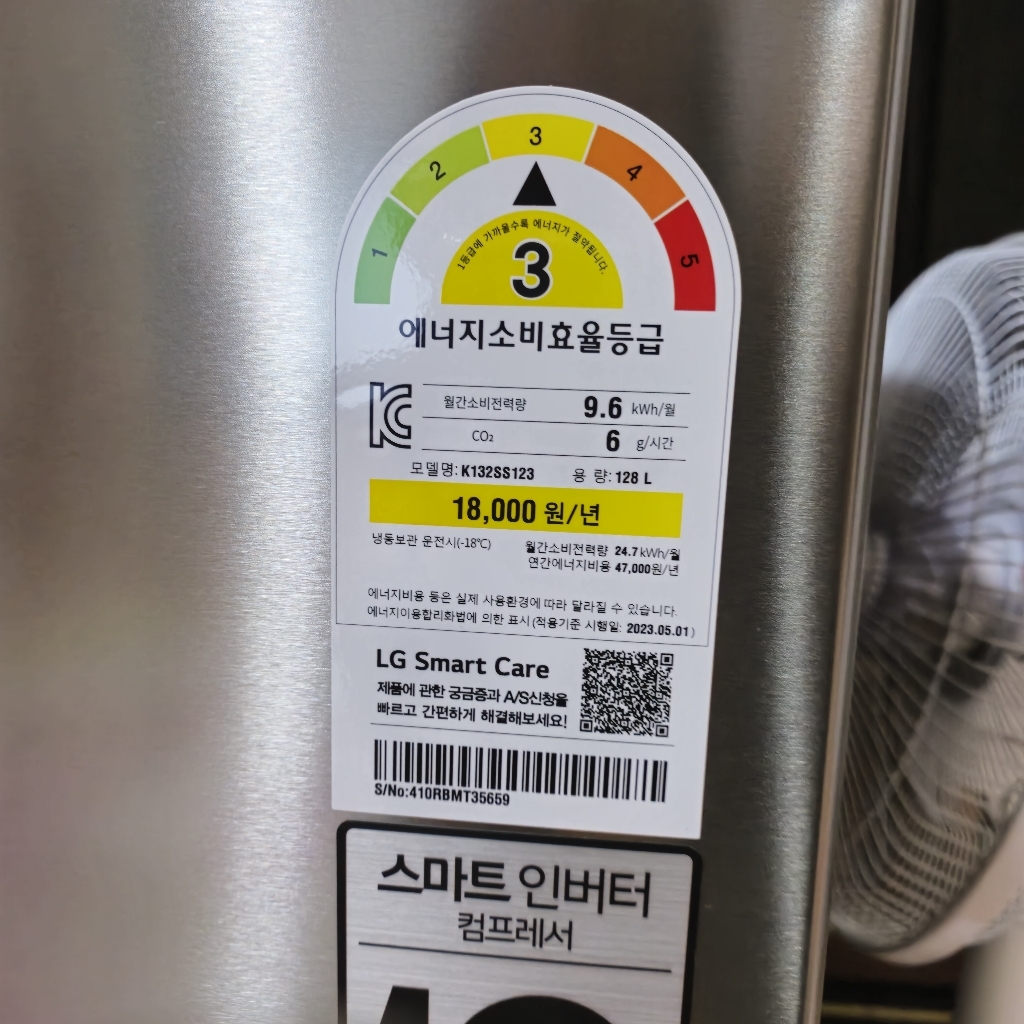 1 2 3 4 5
1등급에 가까울수록 에너지가 절약됩니다.
3
에너지소비효율등급
월간소비전력량 9.6 kWh/월
CO₂ 6 g/시간
모델명: K132SS123 용 량: 128 L
18,000 원/년
냉동보관 운전시(-18℃) 월간소비전력량 24.7kWh/월
연간에너지비용 47,000원/년
에너지비용 등은 실제 사용환경에 따라 달라질 수 있습니다.
에너지이용합리화법에 의한 표시 (적용기준 시행일: 2023.05.01)
LG Smart Care
제품에 관한 궁금증과 A/S신청을
빠르고 간편하게 해결해보세요!
S/No:410RBMT35659
스마트 인버터
컴프레서